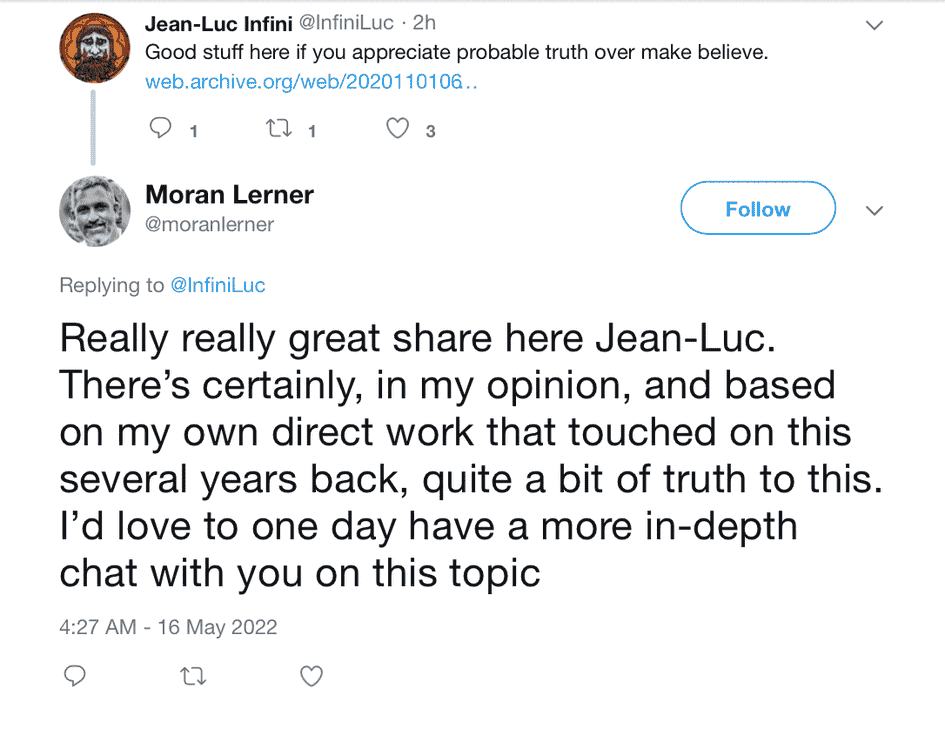 Jean-Luc Infini @InfiniLuc · 2h
Good stuff here if you appreciate probable truth over make believe.
web.archive.org/web/2020110106…
1 1 3
Moran Lerner
@moranlerner
Follow
Replying to @InfiniLuc
Really really great share here Jean-Luc.
There’s certainly, in my opinion, and based
on my own direct work that touched on this
several years back, quite a bit of truth to this.
I’d love to one day have a more in-depth
chat with you on this topic
4:27 AM - 16 May 2022